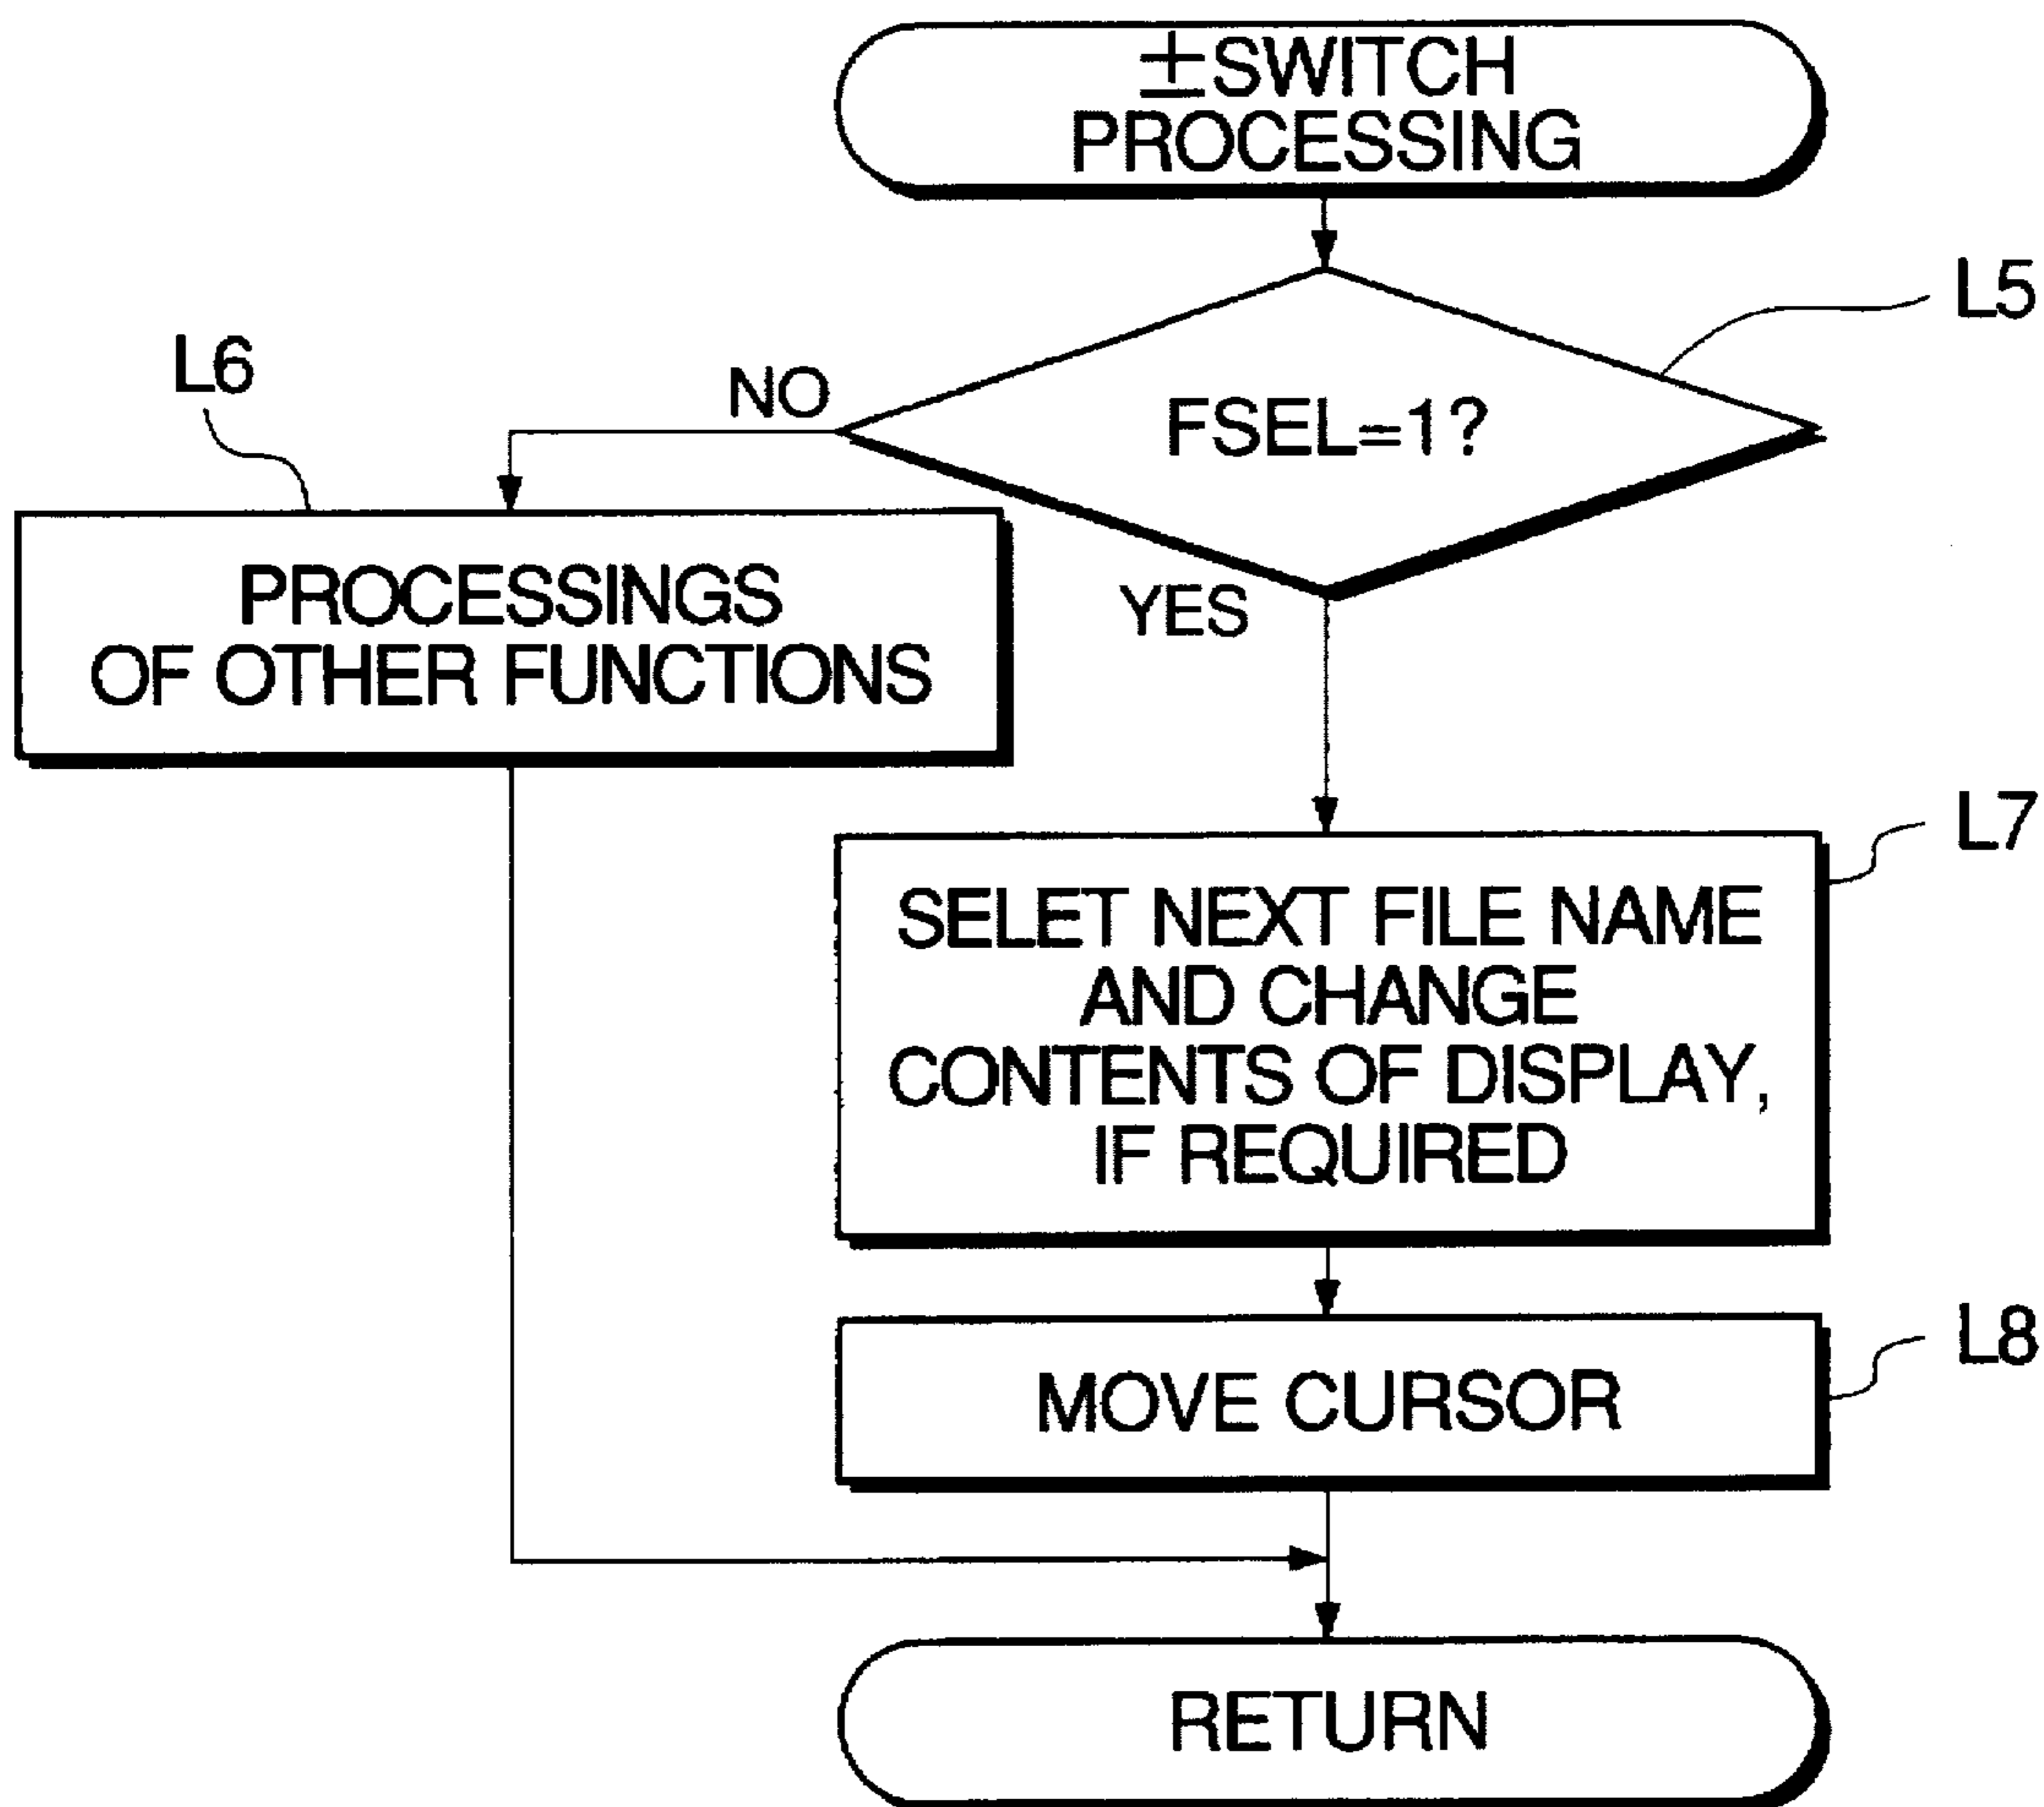 ±SWITCH
PROCESSING
L5
FSEL=1?
NO
L6
YES
PROCESSINGS
OF OTHER FUNCTIONS
L7
SELET NEXT FILE NAME
AND CHANGE
CONTENTS OF DISPLAY,
IF REQUIRED
L8
MOVE CURSOR
RETURN